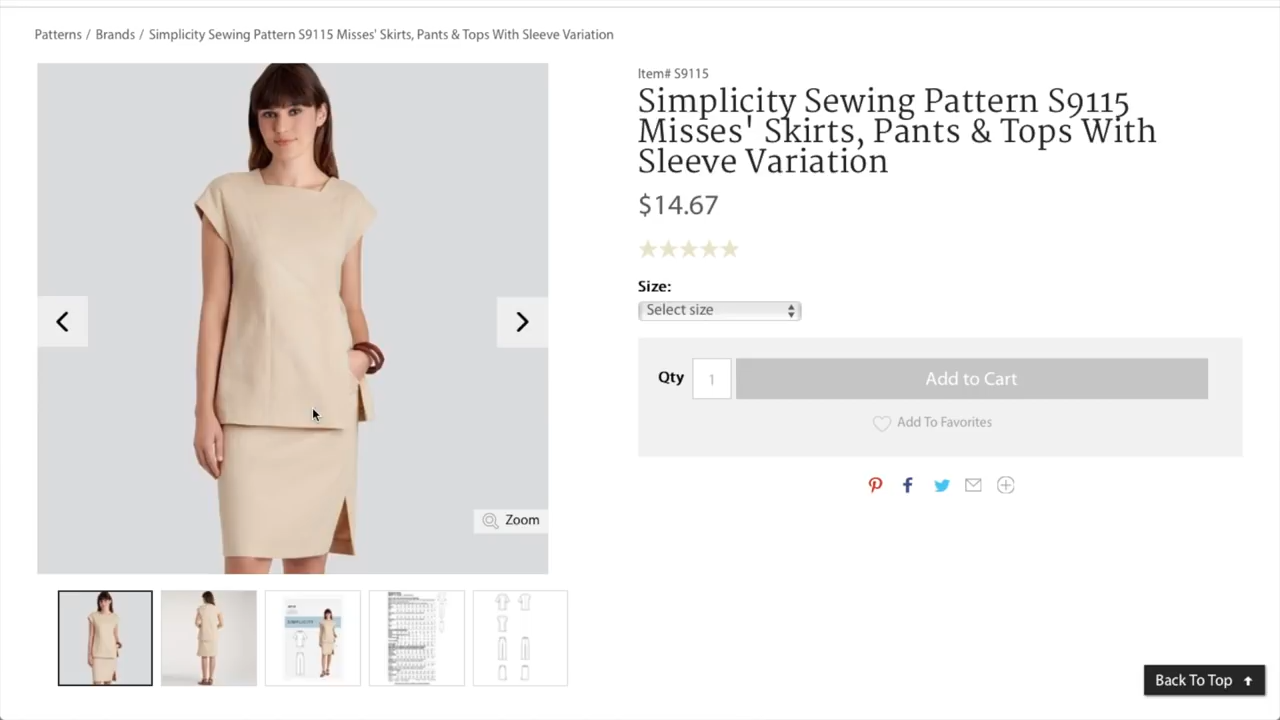 Patterns / Brands / Simplicity Sewing Pattern S9115 Misses' Skirts, Pants & Tops With Sleeve Variation
Item# S9115
Simplicity Sewing Pattern S9115
Misses' Skirts, Pants & Tops With
Sleeve Variation
$14.67
Size:
Select size
Qty 1 Add to Cart
Add To Favorites
Zoom
SIMPLICITY
Back To Top